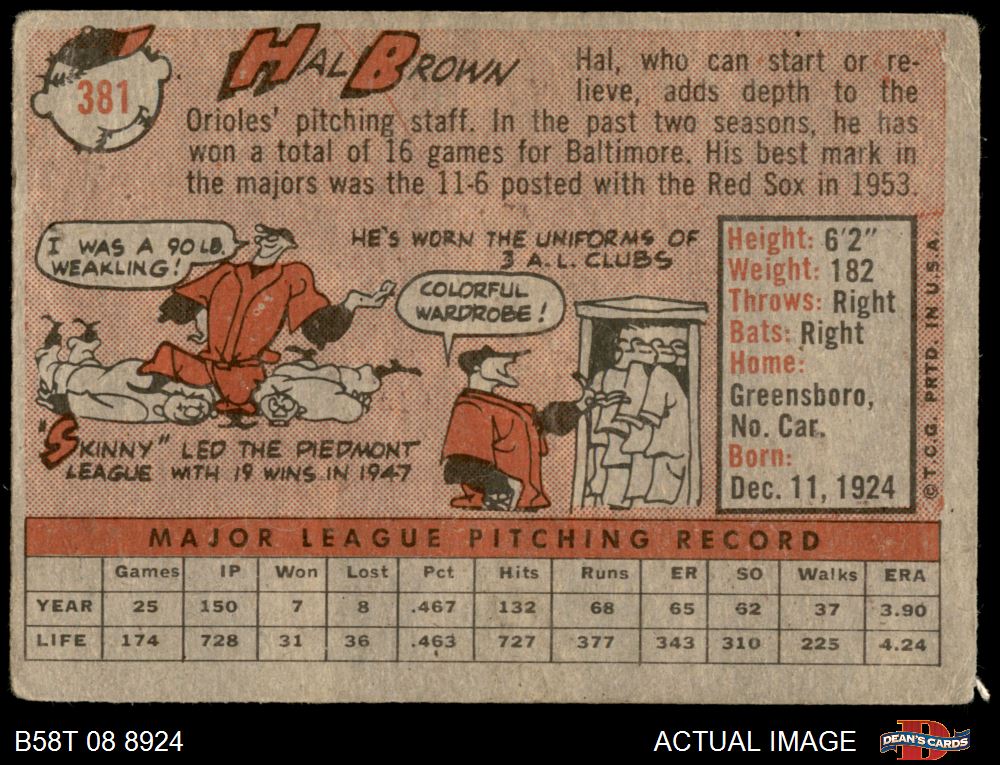 381
HAL BROWN
Hal, who can start or re-
lieve, adds depth to the
Orioles' pitching staff. In the past two seasons, he has
won a total of 16 games for Baltimore. His best mark in
the majors was the 11-6 posted with the Red Sox in 1953.
I WAS A 90 LB.
WEAKLING!
HE'S WORN THE UNIFORMS OF
3 A.L. CLUBS
COLORFUL
WARDROBE!
"SKINNY" LED THE PIEDMONT
LEAGUE WITH 19 WINS IN 1947
Height: 6'2"
Weight: 182
Throws: Right
Bats: Right
Home:
Greensboro,
No. Car.
Born:
Dec. 11, 1924
© T.C.G. PRTD. IN U.S.A.
MAJOR LEAGUE PITCHING RECORD
Games IP Won Lost Pct Hits Runs ER SO Walks ERA
YEAR 25 150 7 8 .467 132 68 65 62 37 3.90
LIFE 174 728 31 36 .463 727 377 343 310 225 4.24
B58T 08 8924
ACTUAL IMAGE
DEAN'S CARDS